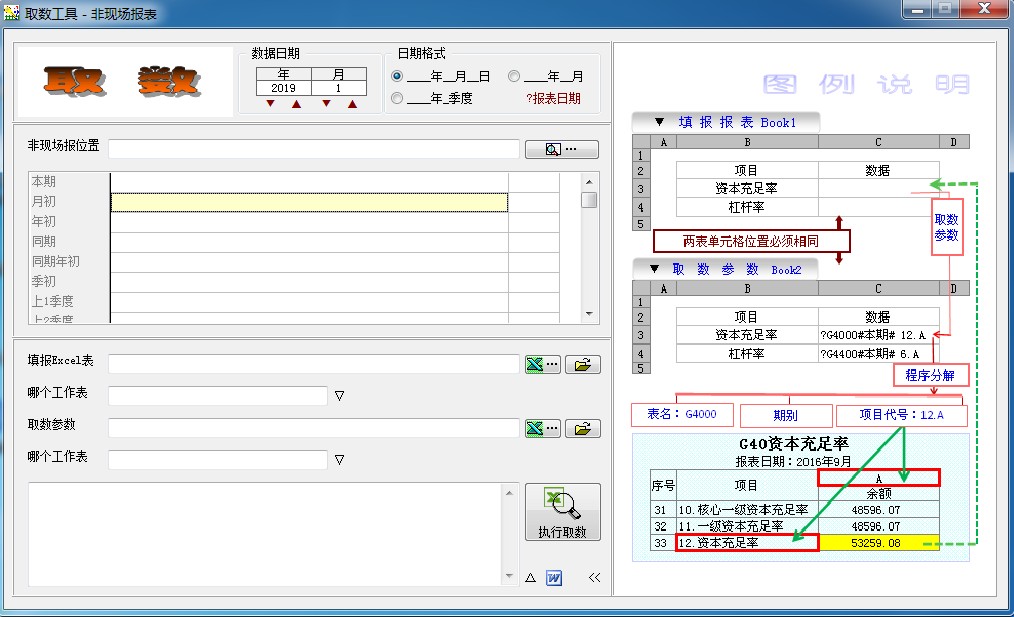 取数工具 - 非现场报表
取 数
数据日期
年 月
2019 1
日期格式
____年__月__日
____年__月
____年_季度
?报表日期
非现场报位置
...
本期
月初
年初
同期
同期年初
季初
上1季度
上2季度
填报Excel表
...
哪个工作表
▽
取数参数
...
哪个工作表
▽
执行取数
△
W
<<
图 例 说 明
▼ 填 报 报 表 Book1
A B C D
1
2 项目 数据
3 资本充足率
4 杠杆率
5
取数
参数
两表单元格位置必须相同
▼ 取 数 参 数 Book2
A B C D
1
2 项目 数据
3 资本充足率 ?G4000#本期# 12.A
4 杠杆率 ?G4400#本期# 6.A
5
程序分解
表名：G4000
期别
项目代号：12.A
G40资本充足率
报表日期：2016年9月
序号 项目 A
余额
31 10.核心一级资本充足率 48596.07
32 11.一级资本充足率 48596.07
33 12.资本充足率 53259.08